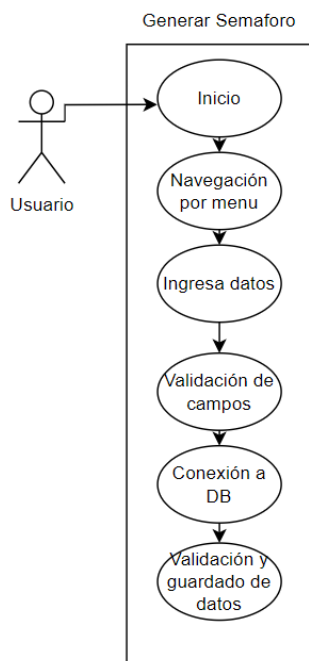 Generar Semaforo
Inicio
Usuario
Navegación
por menu
Ingresa datos
Validación de
campos
Conexión a
DB
Validación y
guardado de
datos